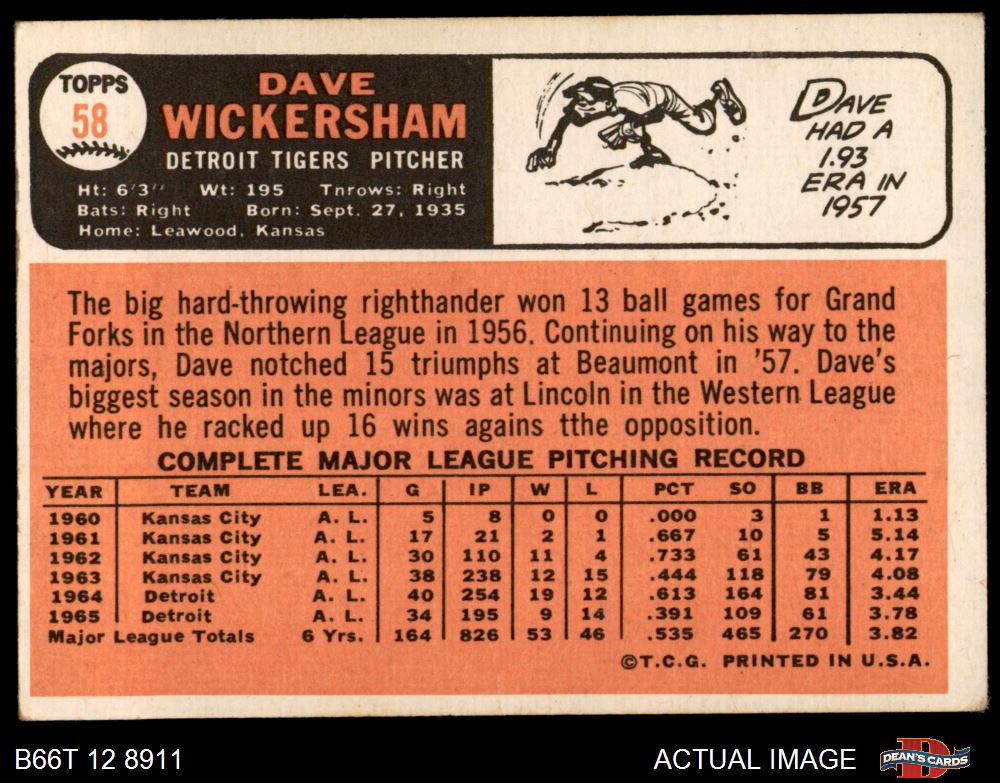 TOPPS
58
DAVE
WICKERSHAM
DETROIT TIGERS PITCHER
Ht: 6'3" Wt: 195 Tnrows: Right
Bats: Right Born: Sept. 27, 1935
Home: Leawood, Kansas
DAVE
HAD A
1.93
ERA IN
1957
The big hard-throwing righthander won 13 ball games for Grand
Forks in the Northern League in 1956. Continuing on his way to the
majors, Dave notched 15 triumphs at Beaumont in '57. Dave's
biggest season in the minors was at Lincoln in the Western League
where he racked up 16 wins agains tthe opposition.
COMPLETE MAJOR LEAGUE PITCHING RECORD
YEAR TEAM LEA. G IP W L PCT SO BB ERA
1960 Kansas City A. L. 5 8 0 0 .000 3 1 1.13
1961 Kansas City A. L. 17 21 2 1 .667 10 5 5.14
1962 Kansas City A. L. 30 110 11 4 .733 61 43 4.17
1963 Kansas City A. L. 38 238 12 15 .444 118 79 4.08
1964 Detroit A. L. 40 254 19 12 .613 164 81 3.44
1965 Detroit A. L. 34 195 9 14 .391 109 61 3.78
Major League Totals 6 Yrs. 164 826 53 46 .535 465 270 3.82
©T.C.G. PRINTED IN U.S.A.
B66T 12 8911 ACTUAL IMAGE DEAN'S CARDS